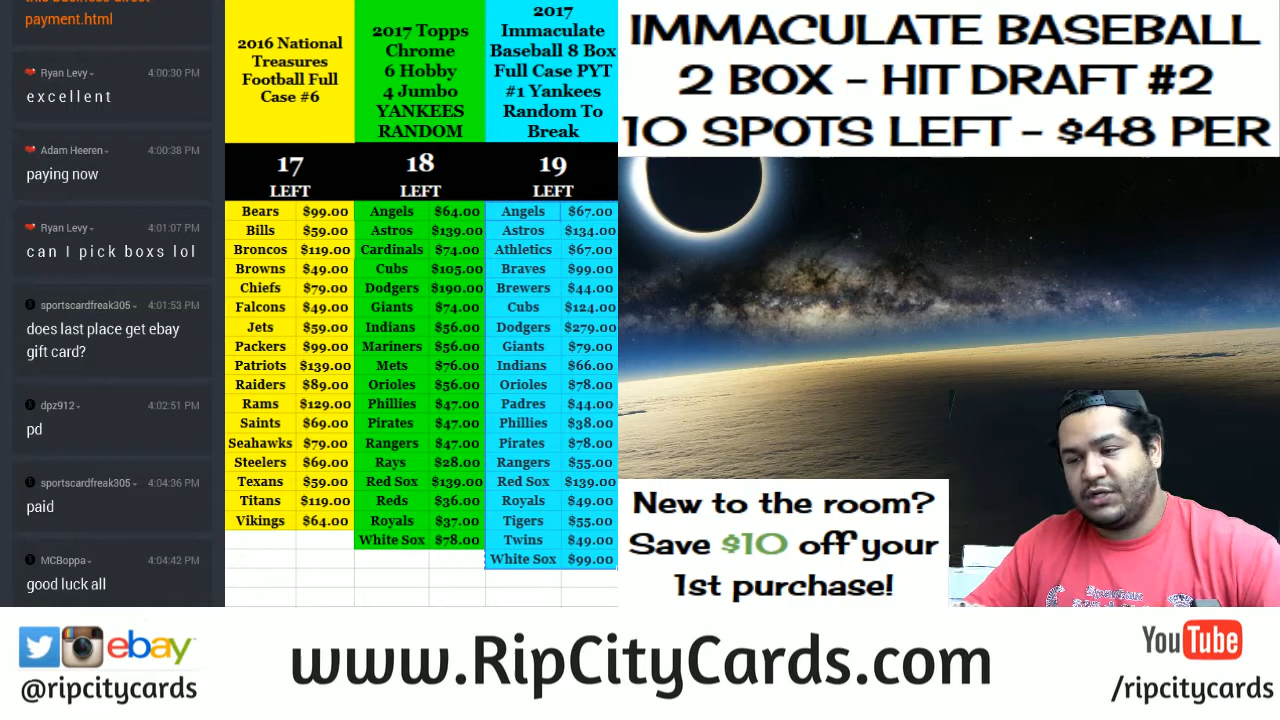 this business direct
payment.html
Ryan Levy 4:00:30 PM
excellent
Adam Heeren 4:00:38 PM
paying now
Ryan Levy 4:01:07 PM
can I pick boxs lol
sportscardfreak305 4:01:53 PM
does last place get ebay
gift card?
dpz912 4:02:51 PM
pd
sportscardfreak305 4:04:36 PM
paid
MCBoppa 4:04:42 PM
good luck all
2016 National
Treasures
Football Full
Case #6
17
LEFT
Bears $99.00
Bills $59.00
Broncos $119.00
Browns $49.00
Chiefs $79.00
Falcons $49.00
Jets $59.00
Packers $99.00
Patriots $139.00
Raiders $89.00
Rams $129.00
Saints $69.00
Seahawks $79.00
Steelers $69.00
Texans $59.00
Titans $119.00
Vikings $64.00
2017 Topps
Chrome
6 Hobby
4 Jumbo
YANKEES
RANDOM
18
LEFT
Angels $64.00
Astros $139.00
Cardinals $74.00
Cubs $105.00
Dodgers $190.00
Giants $74.00
Indians $56.00
Mariners $56.00
Mets $76.00
Orioles $56.00
Phillies $47.00
Pirates $47.00
Rangers $47.00
Rays $28.00
Red Sox $139.00
Reds $36.00
Royals $37.00
White Sox $78.00
2017
Immaculate
Baseball 8 Box
Full Case PYT
#1 Yankees
Random To
Break
19
LEFT
Angels $67.00
Astros $134.00
Athletics $67.00
Braves $99.00
Brewers $44.00
Cubs $124.00
Dodgers $279.00
Giants $79.00
Indians $66.00
Orioles $78.00
Padres $44.00
Phillies $38.00
Pirates $78.00
Rangers $55.00
Red Sox $139.00
Royals $49.00
Tigers $55.00
Twins $49.00
White Sox $99.00
IMMACULATE BASEBALL
2 BOX - HIT DRAFT #2
10 SPOTS LEFT - $48 PER
New to the room?
Save $10 off your
1st purchase!
ebay
@ripcitycards
www.RipCityCards.com
YouTube
/ripcitycards